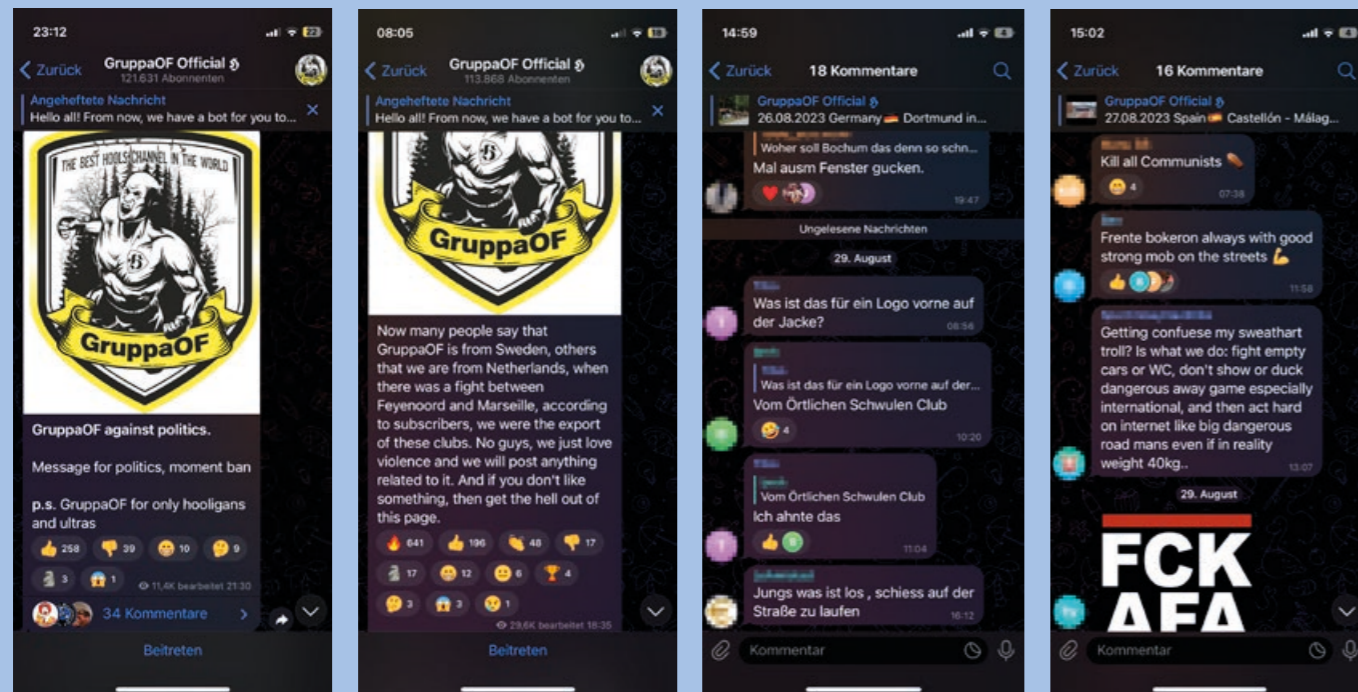 23:12
22
Zurück
GruppaOF Official
121.631 Abonnenten
Angeheftete Nachricht
Hello all! From now, we have a bot for you to...
THE BEST HOOLS CHANNEL IN THE WORLD
GruppaOF
GruppaOF against politics.
Message for politics, moment ban
p.s. GruppaOF for only hooligans
and ultras
258
39
10
9
3
1
11,4K bearbeitet 21:30
34 Kommentare
Beitreten
08:05
18
Zurück
GruppaOF Official
113.868 Abonnenten
Angeheftete Nachricht
Hello all! From now, we have a bot for you to...
GruppaOF
Now many people say that
GruppaOF is from Sweden, others
that we are from Netherlands, when
there was a fight between
Feyenoord and Marseille, according
to subscribers, we were the export
of these clubs. No guys, we just love
violence and we will post anything
related to it. And if you don't like
something, then get the hell out of
this page.
641
196
48
17
17
12
6
4
3
3
1
29,6K bearbeitet 18:35
Beitreten
14:59
4
Zurück
18 Kommentare
GruppaOF Official
26.08.2023 Germany Dortmund in...
Woher soll Bochum das denn so schn...
Mal ausm Fenster gucken.
19:47
Ungelesene Nachrichten
29. August
Was ist das für ein Logo vorne auf
der Jacke?
08:56
Was ist das für ein Logo vorne auf der...
Vom Örtlichen Schwulen Club
4
10:20
Vom Örtlichen Schwulen Club
Ich ahnte das
11:04
Jungs was ist los , schiess auf der
Straße zu laufen
16:12
Kommentar
15:02
4
Zurück
16 Kommentare
GruppaOF Official
27.08.2023 Spain Castellón - Málag...
Kill all Communists
4
07:38
Frente bokeron always with good
strong mob on the streets
11:58
Getting confuese my sweathart
troll? Is what we do: fight empty
cars or WC, don't show or duck
dangerous away game especially
international, and then act hard
on internet like big dangerous
road mans even if in reality
weight 40kg..
13:07
29. August
FCK
AFA
Kommentar